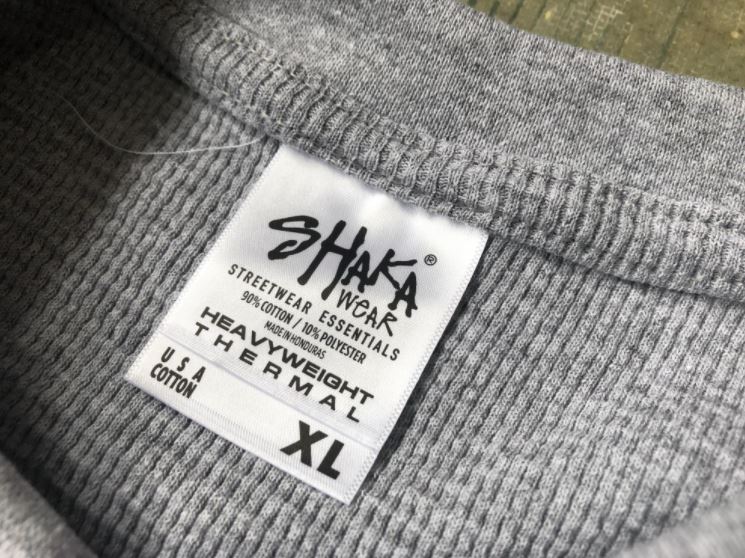 SHAKA®
WEAR
STREETWEAR ESSENTIALS
90% COTTON / 10% POLYESTER
MADE IN HONDURAS
HEAVYWEIGHT
THERMAL
USA
COTTON
XL